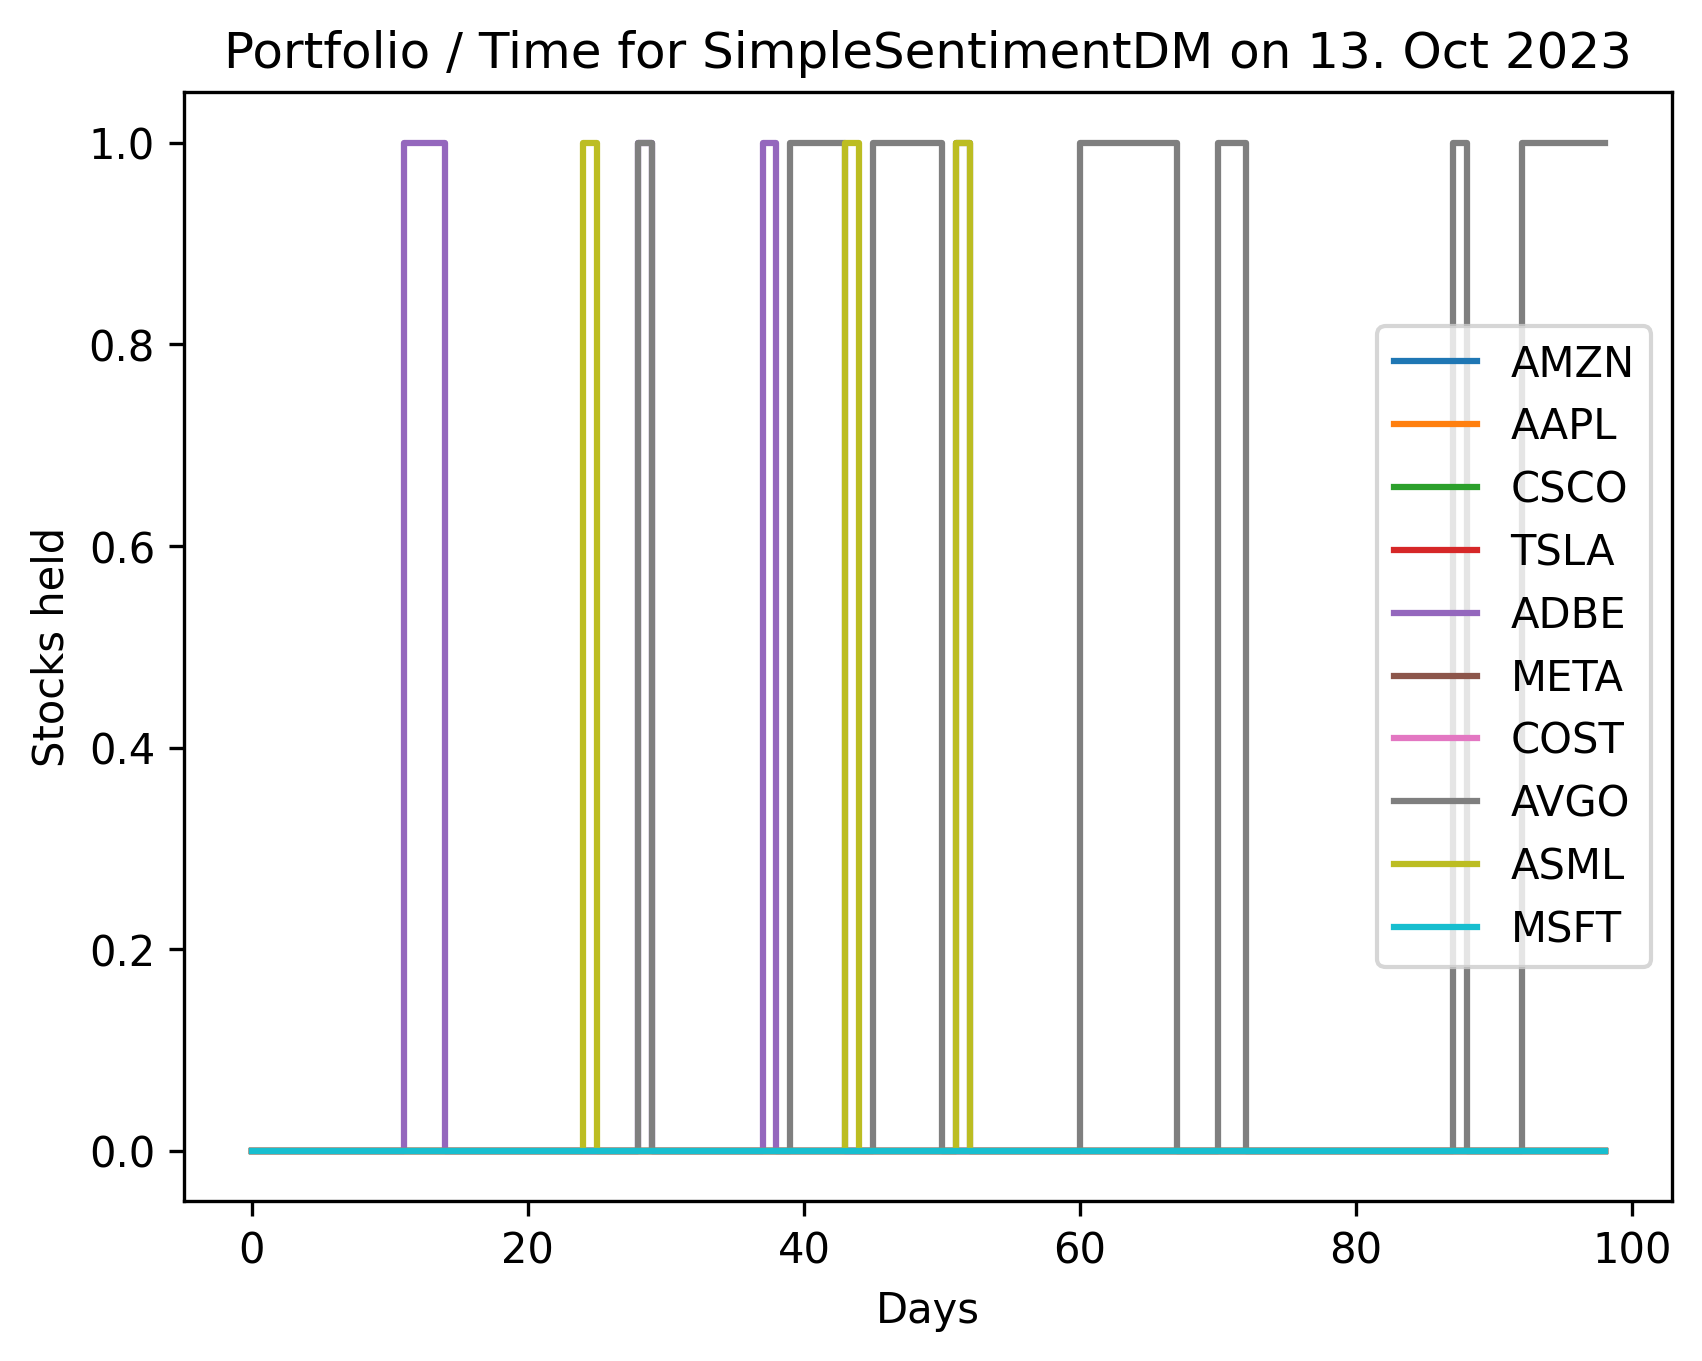 Portfolio / Time for SimpleSentimentDM on 13. Oct 2023
1.0
0.8
0.6
0.4
0.2
0.0
Stocks held
AMZN
AAPL
CSCO
TSLA
ADBE
META
COST
AVGO
ASML
MSFT
0 20 40 60 80 100
Days